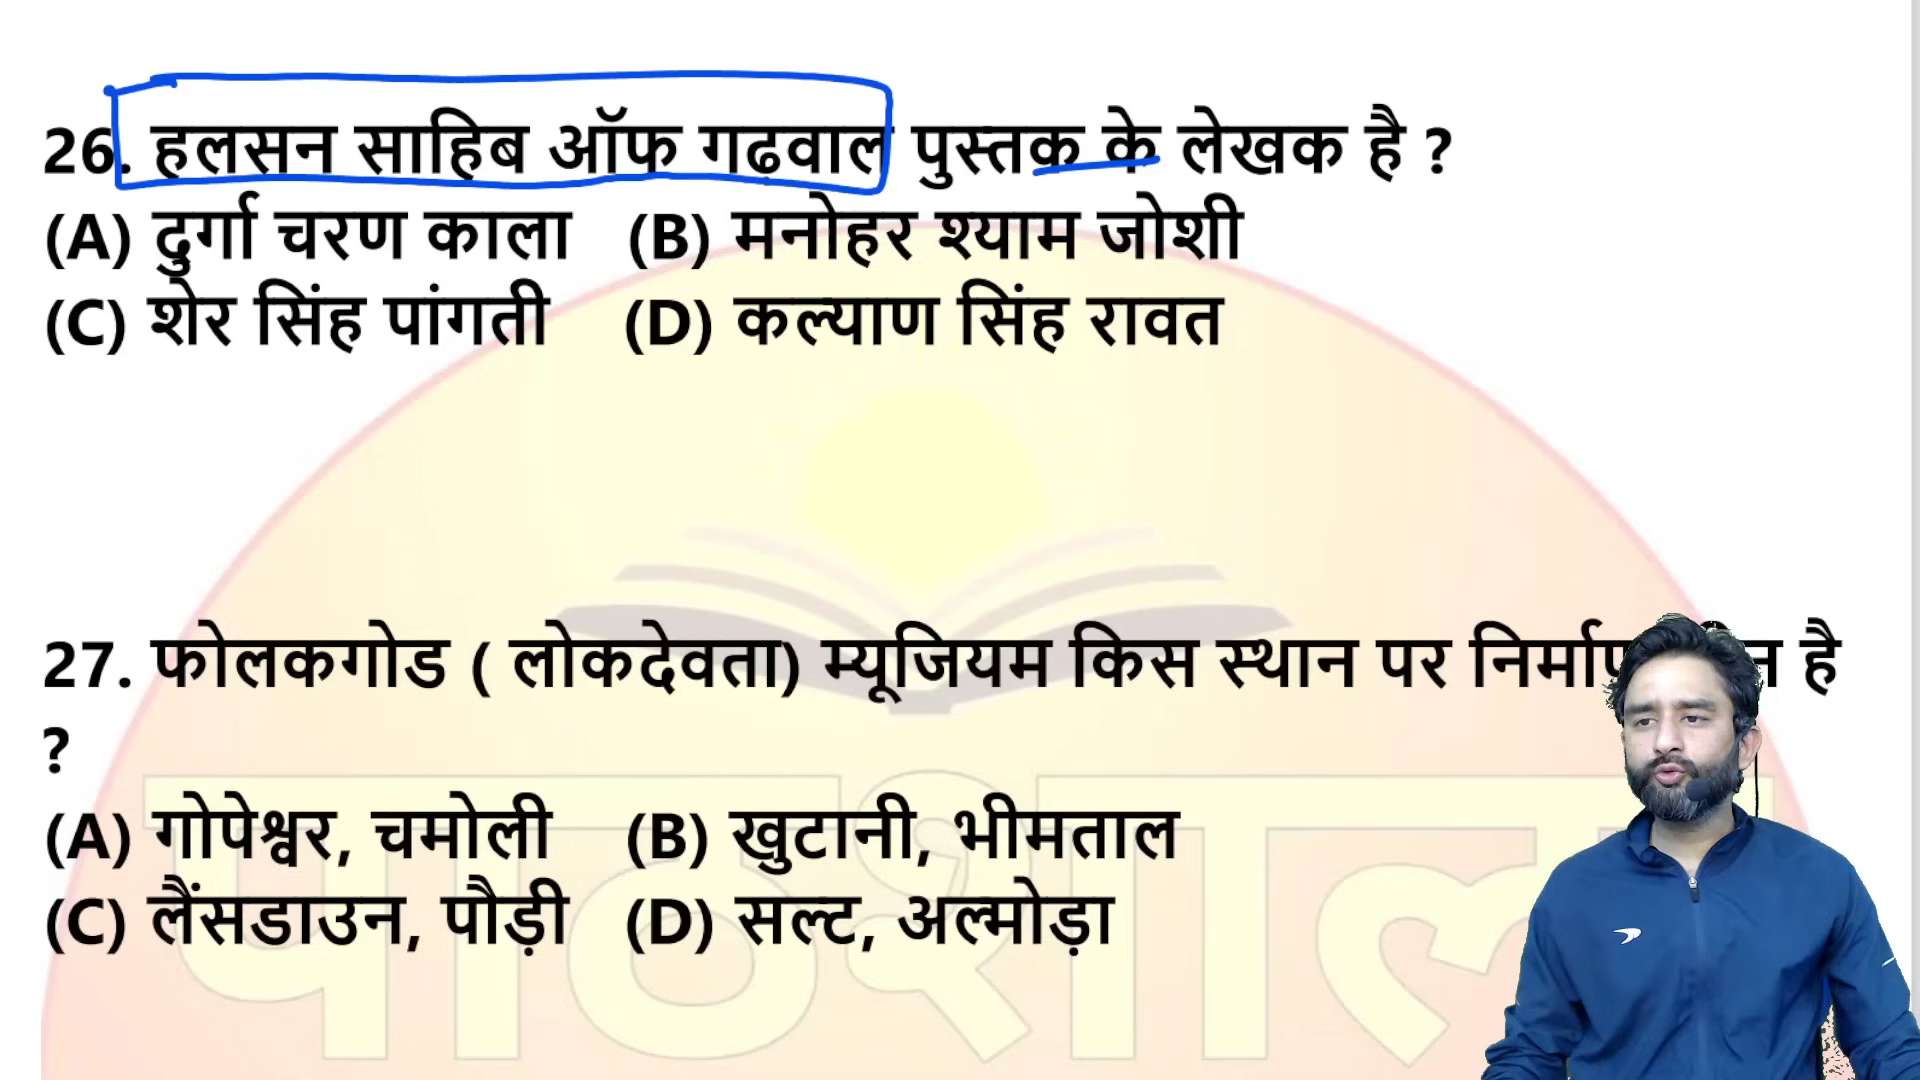 26. हलसन साहिब ऑफ गढ़वाल पुस्तक के लेखक है ?
(A) दुर्गा चरण काला (B) मनोहर श्याम जोशी
(C) शेर सिंह पांगती (D) कल्याण सिंह रावत
27. फोलकगोड ( लोकदेवता) म्यूजियम किस स्थान पर है
?
(A) गोपेश्वर, चमोली (B) खुटानी, भीमताल
(C) लैंसडाउन, पौड़ी (D) सल्ट, अल्मोड़ा
पाठशाला